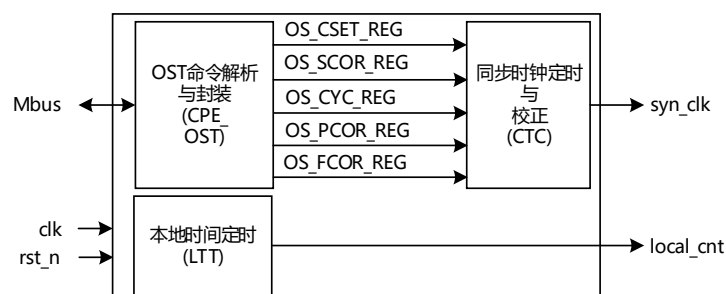 OS_CSET_REG
OST命令解析
与封装
(CPE_
OST)
OS_SCOR_REG
OS_CYC_REG
OS_PCOR_REG
OS_FCOR_REG
同步时钟定时
与
校正
(CTC)
Mbus
syn_clk
clk
rst_n
本地时间定时
(LTT)
local_cnt